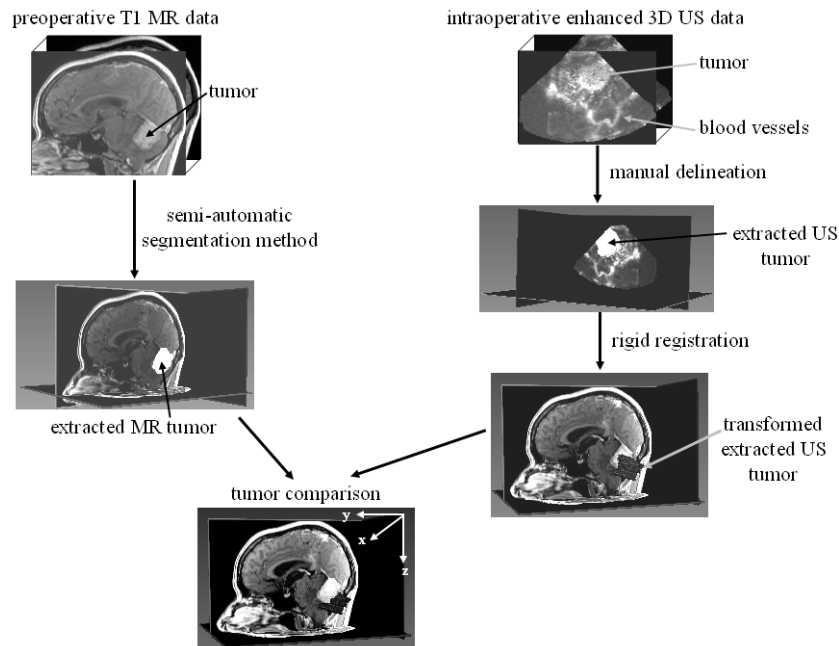 preoperative T1 MR data
tumor
semi-automatic
segmentation method
extracted MR tumor
intraoperative enhanced 3D US data
tumor
blood vessels
manual delineation
extracted US
tumor
rigid registration
transformed
extracted US
tumor
tumor comparison
y
x
z